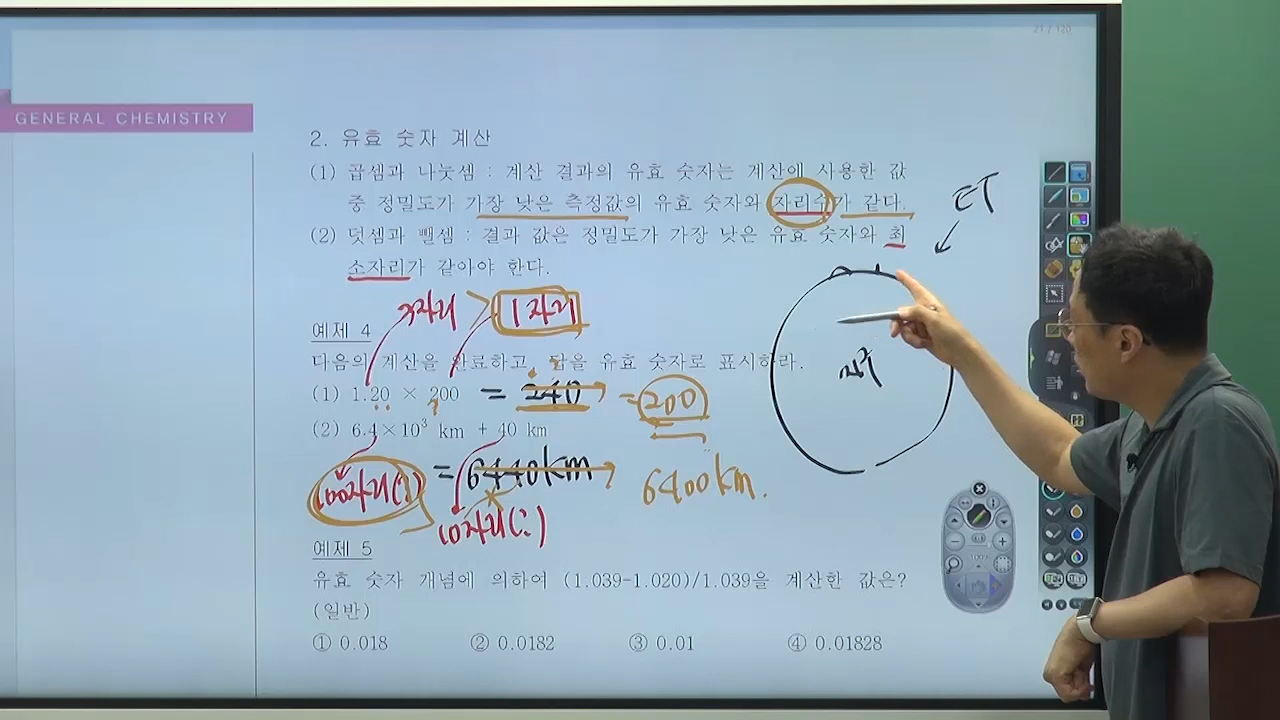 21 / 120
GENERAL CHEMISTRY
2. 유효 숫자 계산
(1) 곱셈과 나눗셈 : 계산 결과의 유효 숫자는 계산에 사용한 값
중 정밀도가 가장 낮은 측정값의 유효 숫자와 자리수가 같다.
(2) 덧셈과 뺄셈 : 결과 값은 정밀도가 가장 낮은 유효 숫자와 최
소자리가 같아야 한다.
3자리 1자리
예제 4
다음의 계산을 완료하고, 답을 유효 숫자로 표시하라.
(1) 1.20 × 200 = 240 = 200
(2) 6.4×10³ km + 40 km
= 6440km 6400km.
100자리
10자리
ET
지구
예제 5
유효 숫자 개념에 의하여 (1.039-1.020)/1.039을 계산한 값은?
(일반)
① 0.018 ② 0.0182 ③ 0.01 ④ 0.01828